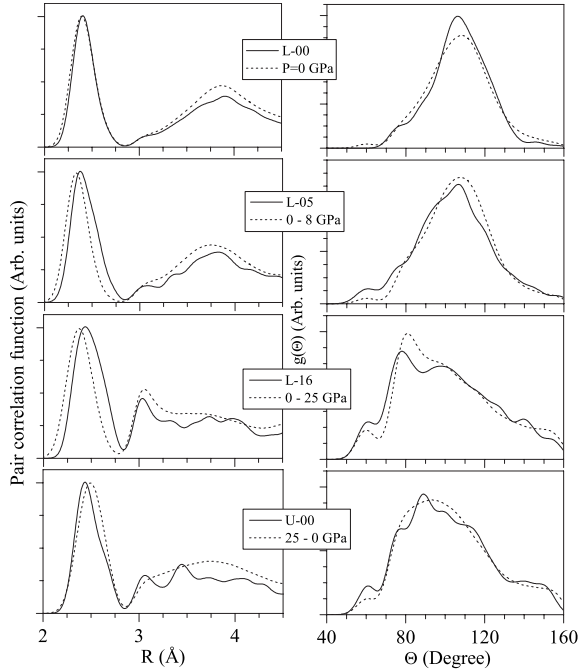 L-00
P=0 GPa
L-05
0 - 8 GPa
L-16
0 - 25 GPa
U-00
25 - 0 GPa
Pair correlation function (Arb. units)
g(Θ) (Arb. units)
2 3 4
R (Å)
40 80 120 160
Θ (Degree)